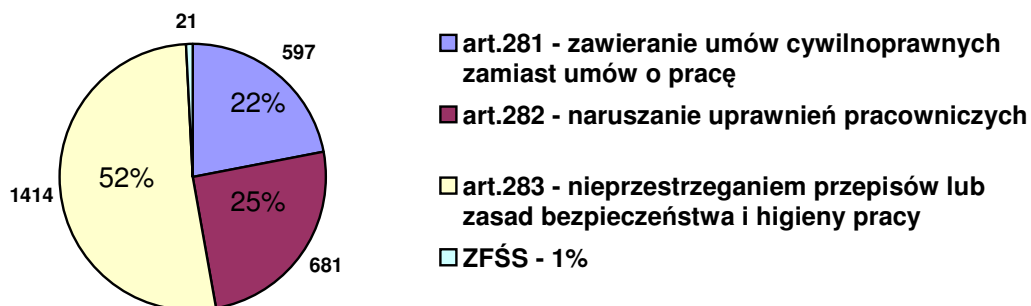 21
597
22%
52%
1414
25%
681
art.281 - zawieranie umów cywilnoprawnych
zamiast umów o pracę
art.282 - naruszanie uprawnień pracowniczych
art.283 - nieprzestrzeganiem przepisów lub
zasad bezpieczeństwa i higieny pracy
ZFŚS - 1%